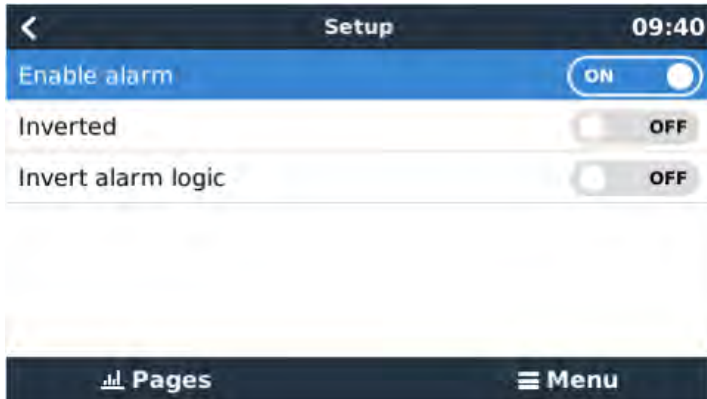 Setup 09:40
Enable alarm ON
Inverted OFF
Invert alarm logic OFF
Pages Menu